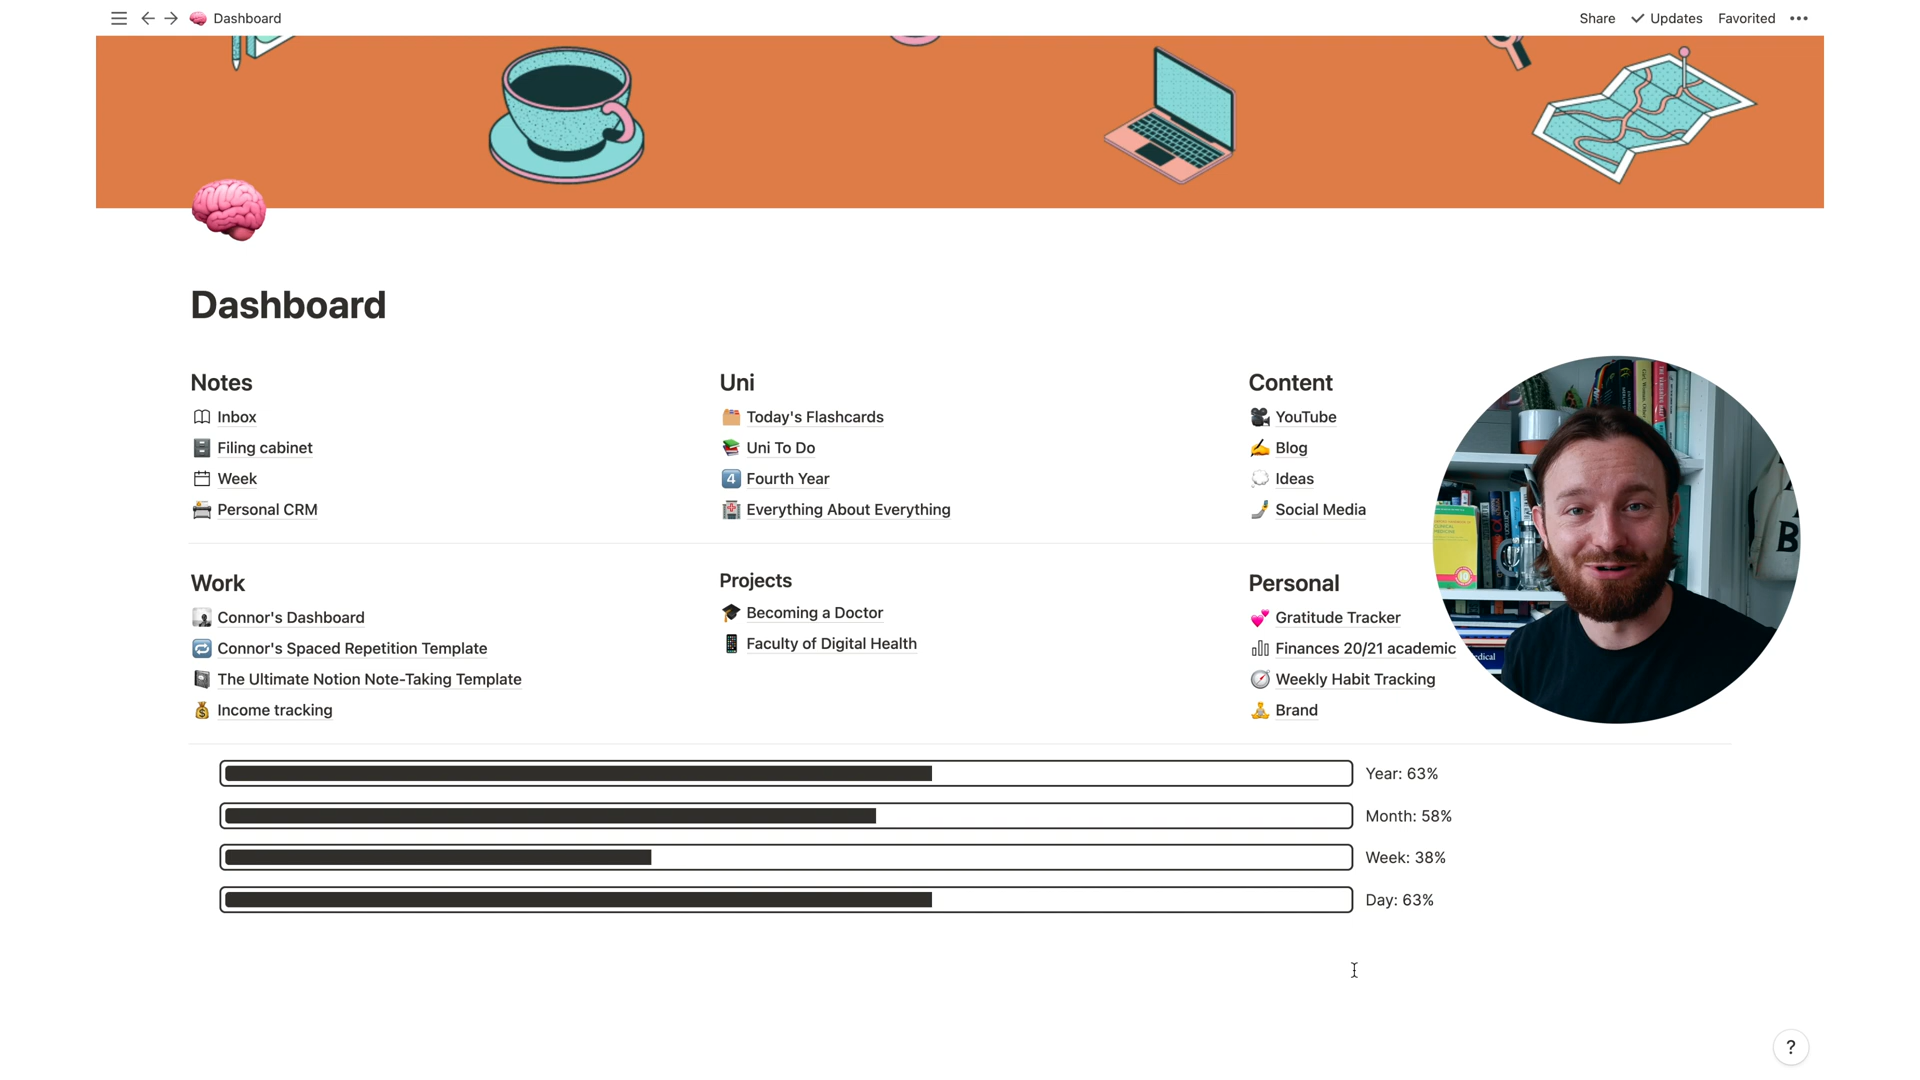 Dashboard
Share
Updates
Favorited
Dashboard
Notes
Inbox
Filing cabinet
Week
Personal CRM
Uni
Today's Flashcards
Uni To Do
4 Fourth Year
Everything About Everything
Content
YouTube
Blog
Ideas
Social Media
Work
Connor's Dashboard
Connor's Spaced Repetition Template
The Ultimate Notion Note-Taking Template
Income tracking
Projects
Becoming a Doctor
Faculty of Digital Health
Personal
Gratitude Tracker
Finances 20/21 academic
Weekly Habit Tracking
Brand
Year: 63%
Month: 58%
Week: 38%
Day: 63%
?
B